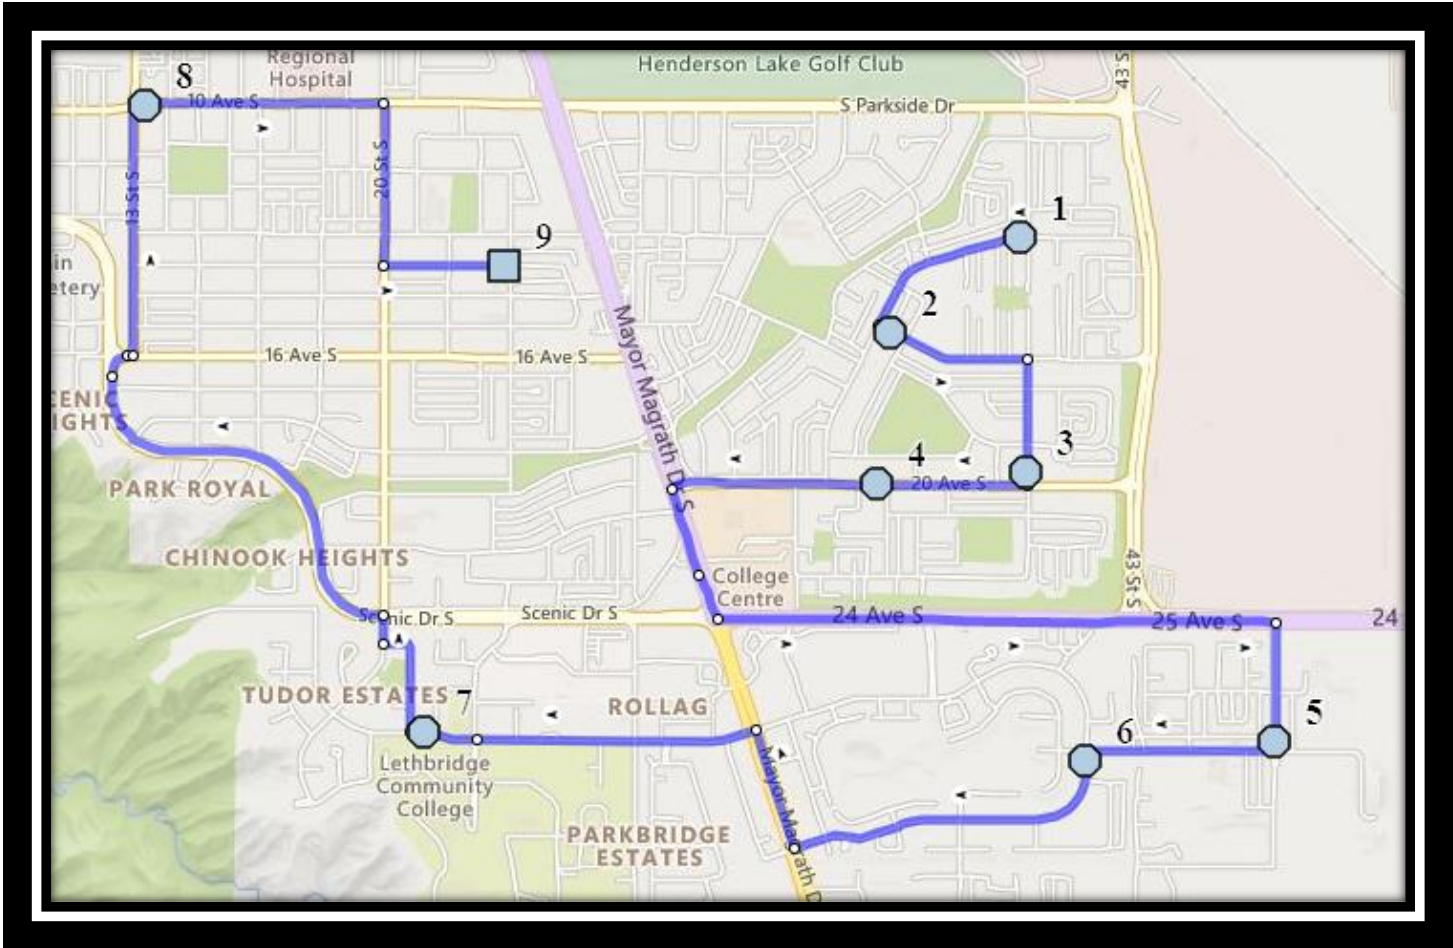 Regional
Hospital
Henderson Lake Golf Club
43 S
8
10 Ave S
S Parkside Dr
20 St S
13 St S
1
9
in
etery
2
Mayor Magrath Dr S
16 Ave S
16 Ave S
CENIC
IGHTS
3
4
20 Ave S
PARK ROYAL
CHINOOK HEIGHTS
College
Centre
43 St S
Scenic Dr S
Scenic Dr S
24 Ave S
25 Ave S
24
TUDOR ESTATES
7
ROLLAG
5
6
Lethbridge
Community
College
Mayor Magrath D
PARKBRIDGE
ESTATES